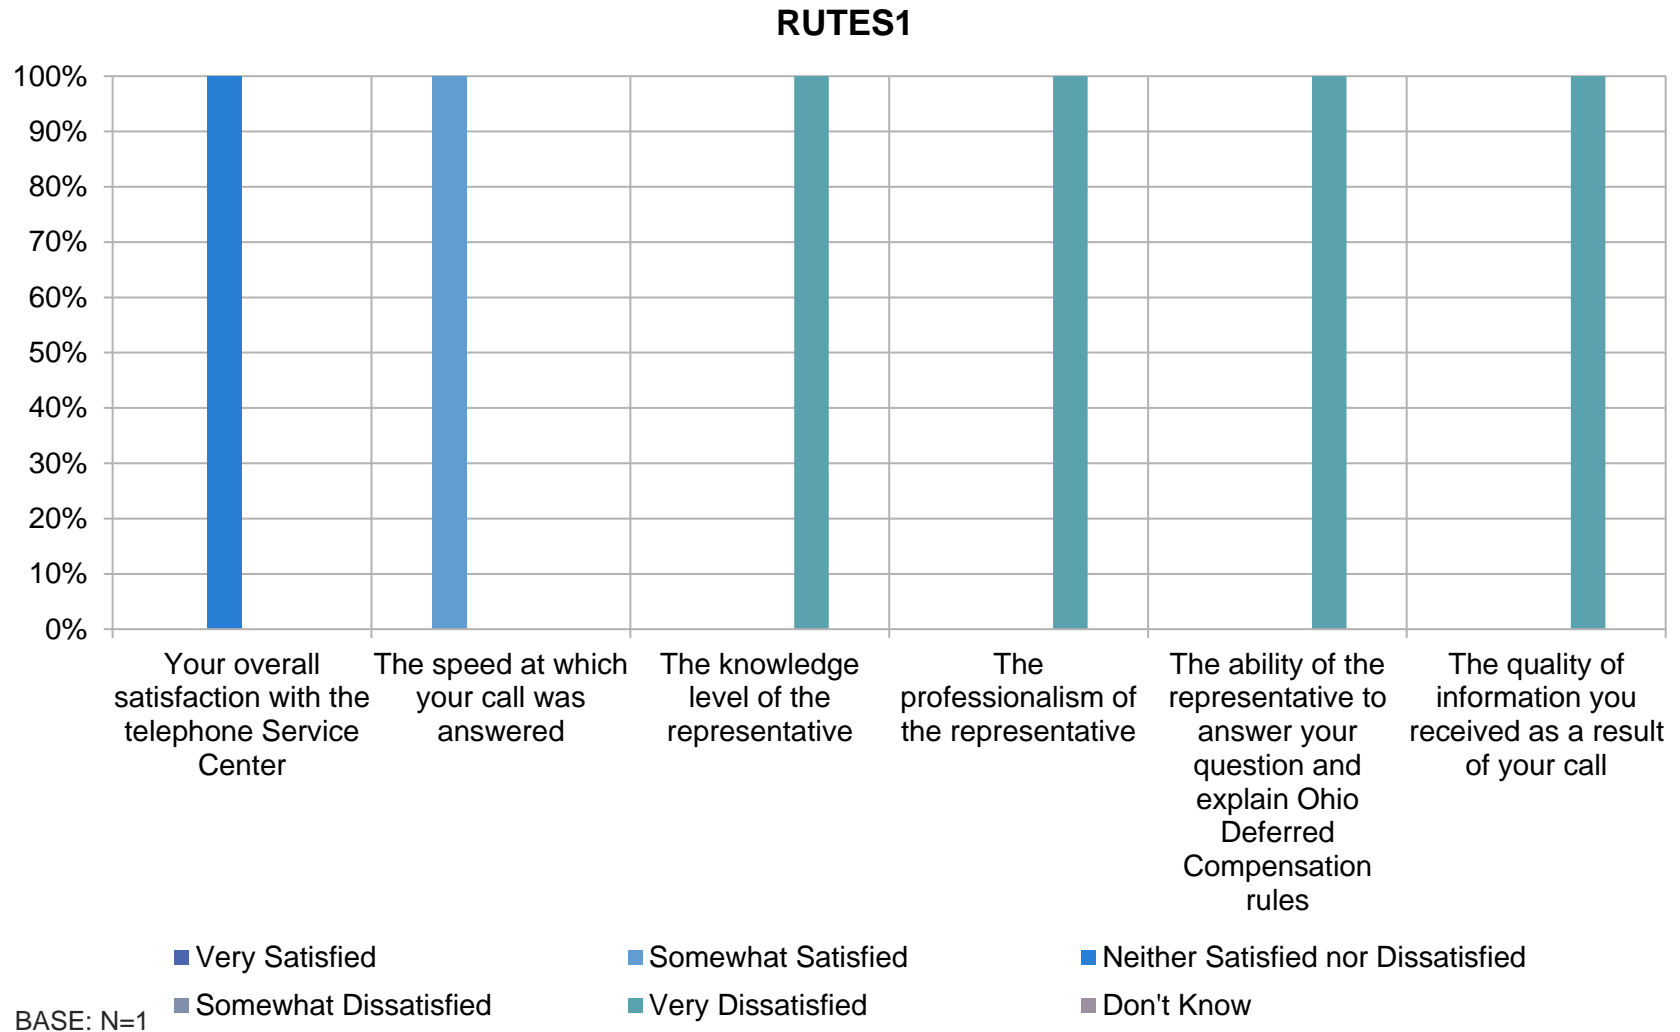 RUTES1
100%
90%
80%
70%
60%
50%
40%
30%
20%
10%
0%
Your overall
satisfaction with the
telephone Service
Center
The speed at which
your call was
answered
The knowledge
level of the
representative
The
professionalism of
the representative
The ability of the
representative to
answer your
question and
explain Ohio
Deferred
Compensation
rules
The quality of
information you
received as a result
of your call
Very Satisfied
Somewhat Satisfied
Neither Satisfied nor Dissatisfied
Somewhat Dissatisfied
Very Dissatisfied
Don't Know
BASE: N=1